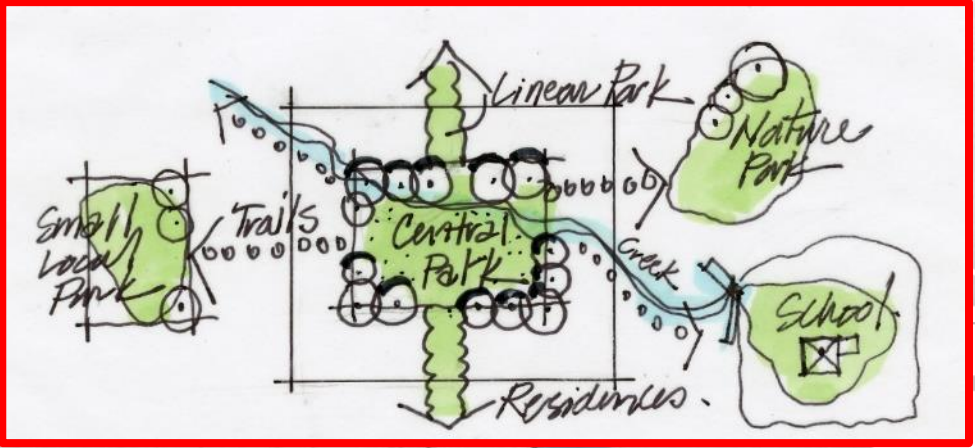 Linear Park
Nature
Park
Small
Local
Park
Trails
Central
Park
Creek
School
Residences.